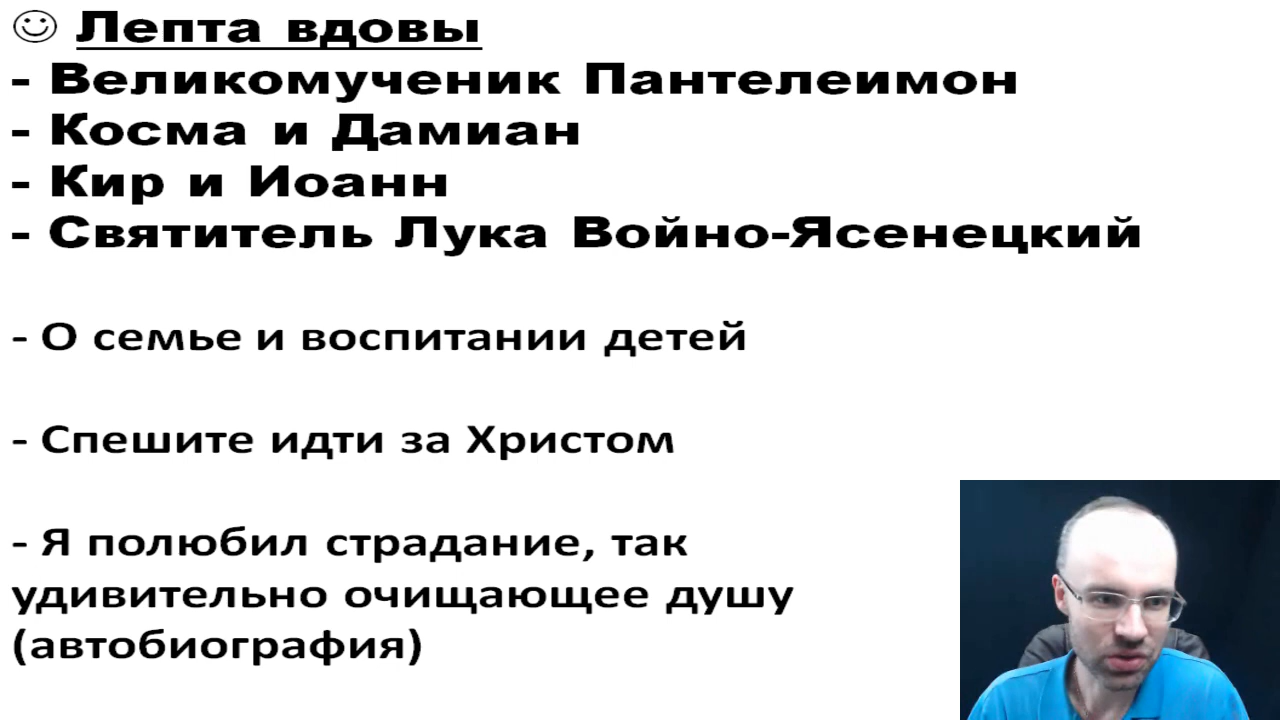 ☺ Лепта вдовы
- Великомученик Пантелеимон
- Косма и Дамиан
- Кир и Иоанн
- Святитель Лука Войно-Ясенецкий
- О семье и воспитании детей
- Спешите идти за Христом
- Я полюбил страдание, так
удивительно очищающее душу
(автобиография)